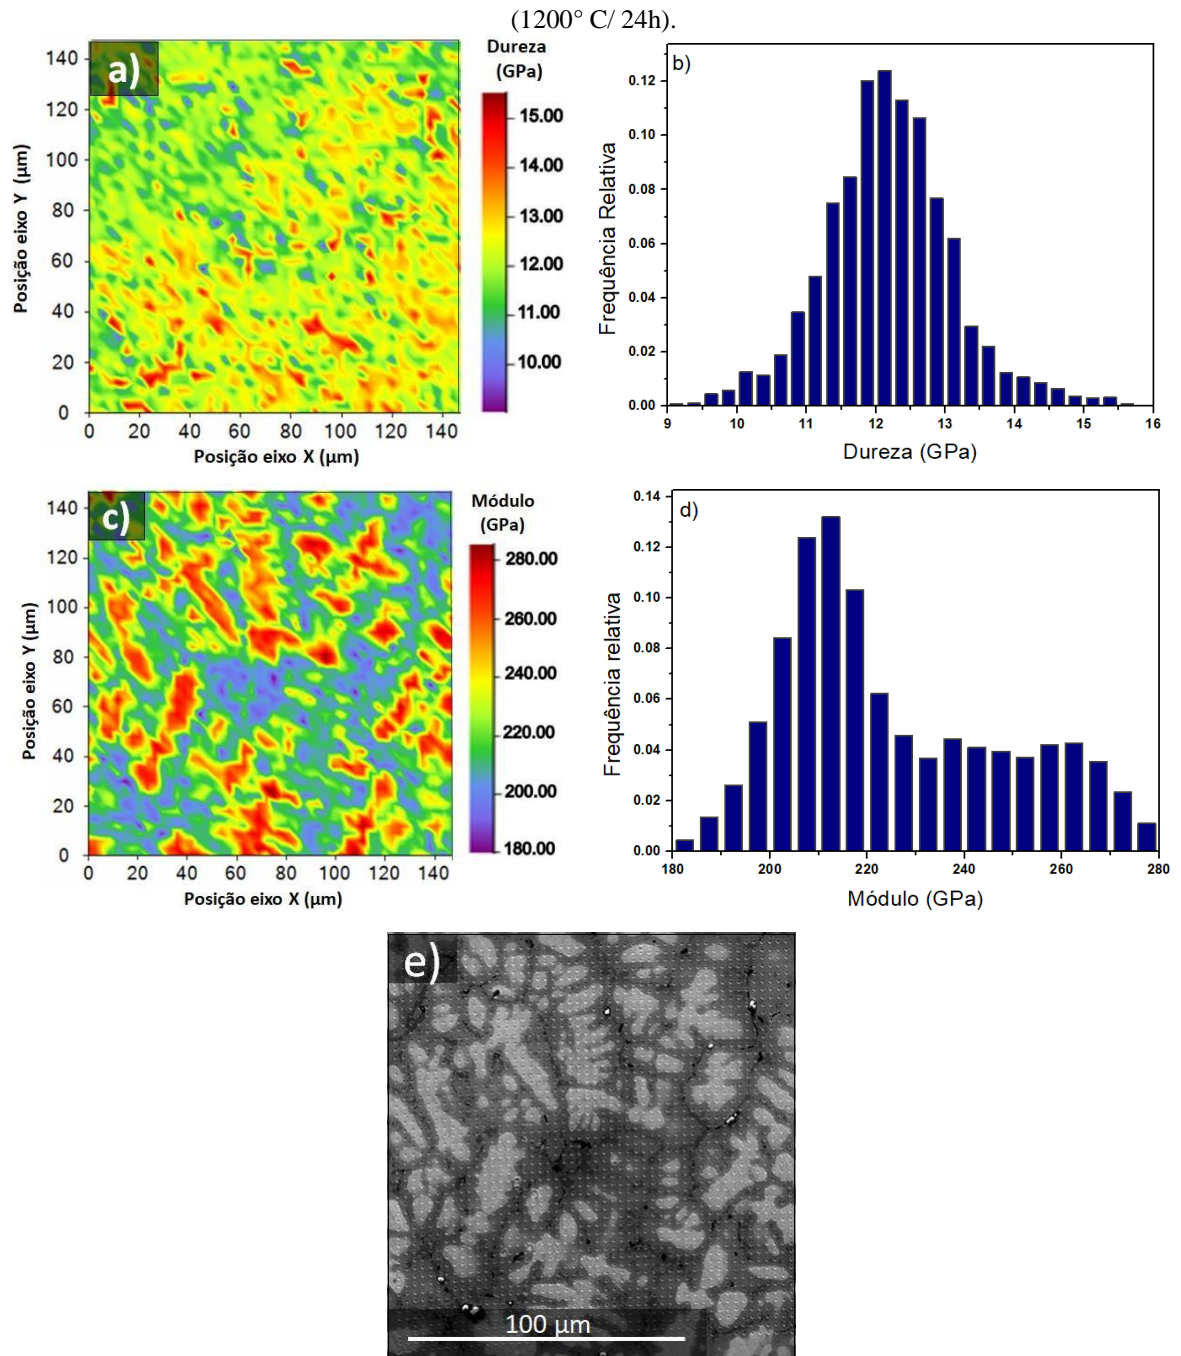 (1200° C/ 24h).
a)
Dureza
(GPa)
15.00
14.00
13.00
12.00
11.00
10.00
140
120
100
80
60
40
20
0
0 20 40 60 80 100 120 140
Posição eixo Y (µm)
Posição eixo X (µm)
b)
0.12
0.10
0.08
0.06
0.04
0.02
0.00
9 10 11 12 13 14 15 16
Frequência Relativa
Dureza (GPa)
c)
Módulo
(GPa)
280.00
260.00
240.00
220.00
200.00
180.00
140
120
100
80
60
40
20
0
0 20 40 60 80 100 120 140
Posição eixo Y (µm)
Posição eixo X (µm)
d)
0.14
0.12
0.10
0.08
0.06
0.04
0.02
0.00
180 200 220 240 260 280
Frequência relativa
Módulo (GPa)
e)
100 µm